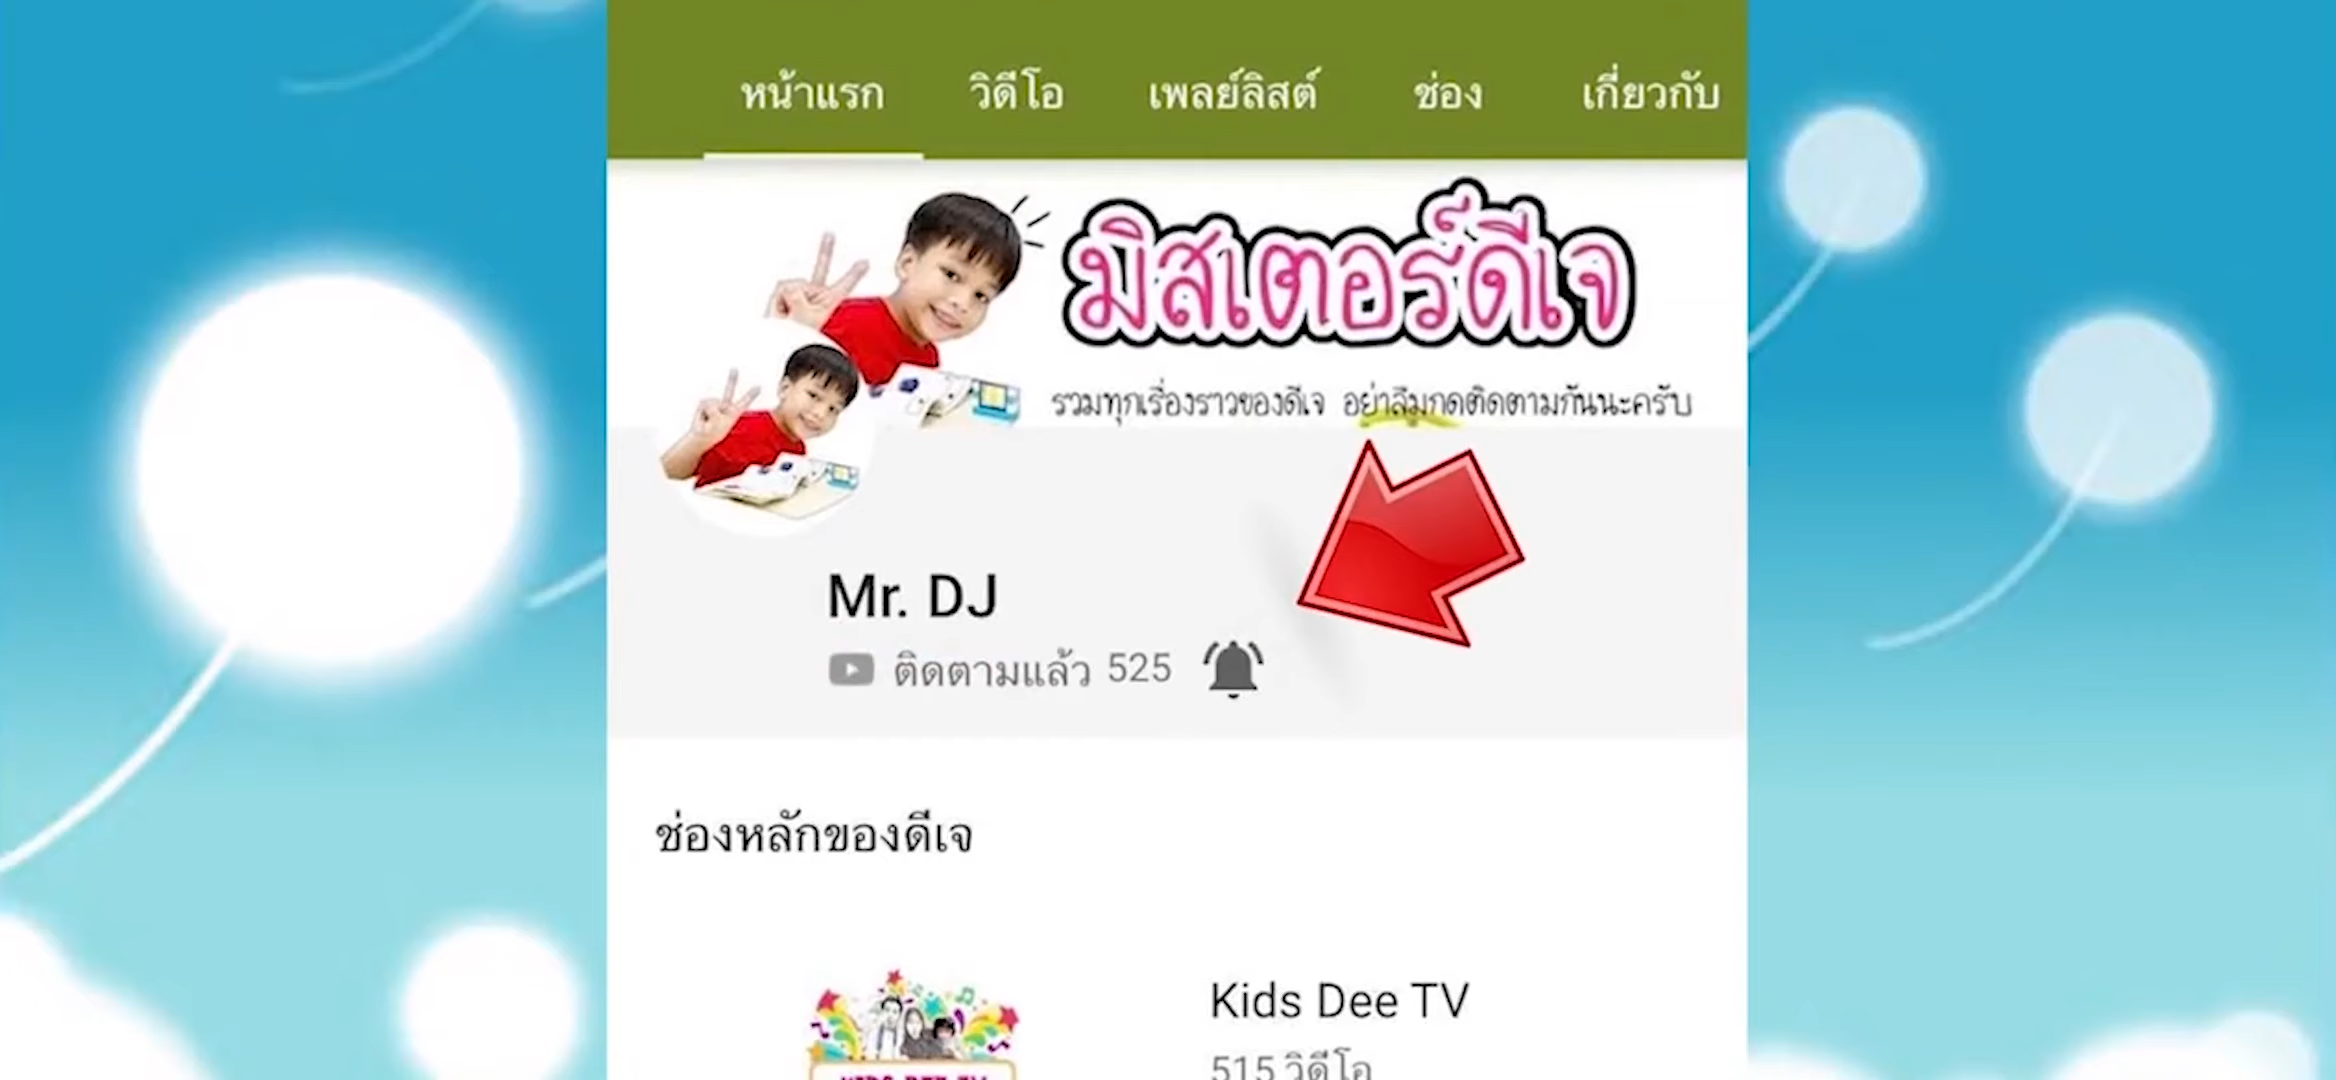 หน้าแรก วิดีโอ เพลย์ลิสต์ ช่อง เกี่ยวกับ
มิสเตอร์ดีเจ
รวมทุกเรื่องราวของดีเจ อย่าลืมกดติดตามกันนะครับ
Mr. DJ
ติดตามแล้ว 525
ช่องหลักของดีเจ
Kids Dee TV
515 วิดีโอ
KIDS DEE TV